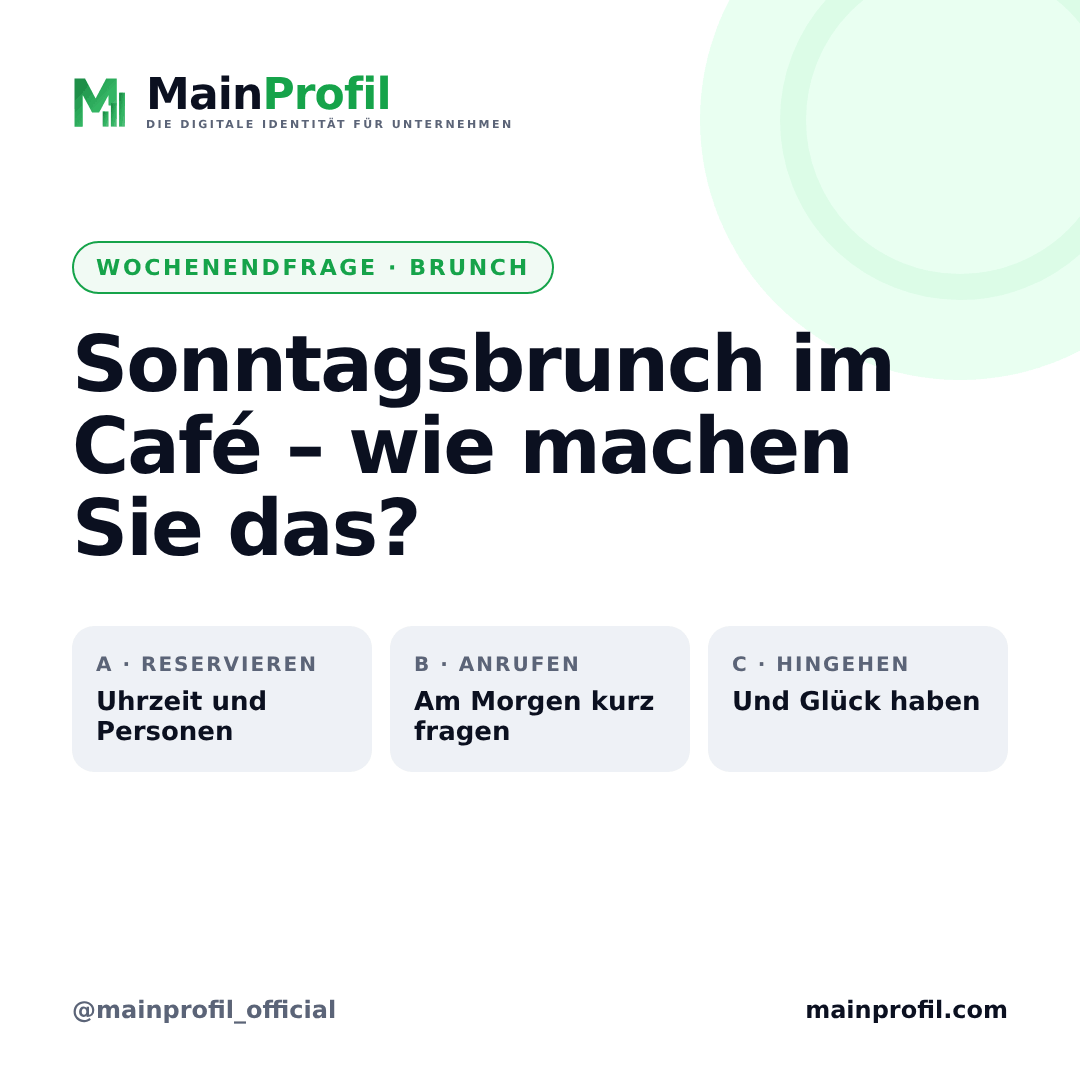 MainProfil
DIE DIGITALE IDENTITÄT FÜR UNTERNEHMEN
WOCHENENDFRAGE · BRUNCH
Sonntagsbrunch im
Café – wie machen
Sie das?
A · RESERVIEREN
Uhrzeit und
Personen
B · ANRUFEN
Am Morgen kurz
fragen
C · HINGEHEN
Und Glück haben
@mainprofil_official
mainprofil.com